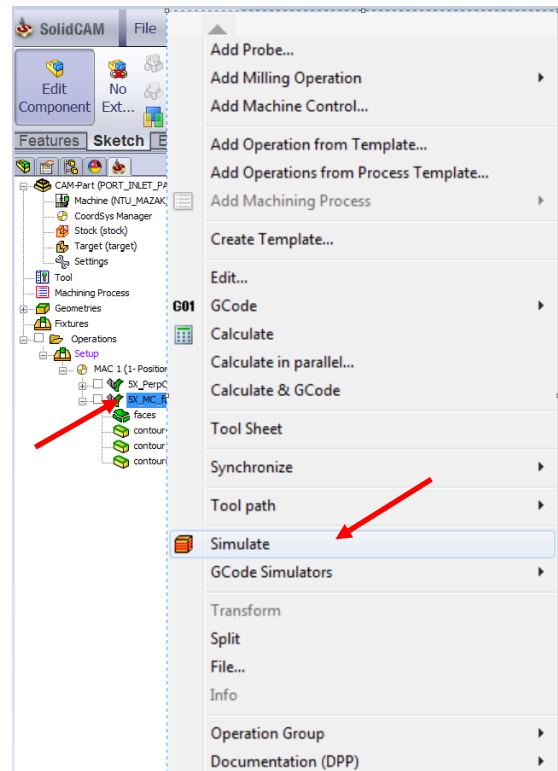 SolidCAM File
Edit Component
No Ext...
Features Sketch
CAM-Part (PORT_INLET_PA
Machine (NTU_MAZAK
CoordSys Manager
Stock (stock)
Target (target)
Settings
Tool
Machining Process
Geometries
Fixtures
Operations
Setup
MAC 1 (1- Position
5X_PerpC
5X_MC_fa
faces
contour
contour
contour
Add Probe...
Add Milling Operation
Add Machine Control...
Add Operation from Template...
Add Operations from Process Template...
Add Machining Process
Create Template...
Edit...
G01 GCode
Calculate
Calculate in parallel...
Calculate & GCode
Tool Sheet
Synchronize
Tool path
Simulate
GCode Simulators
Transform
Split
File...
Info
Operation Group
Documentation (DPP)